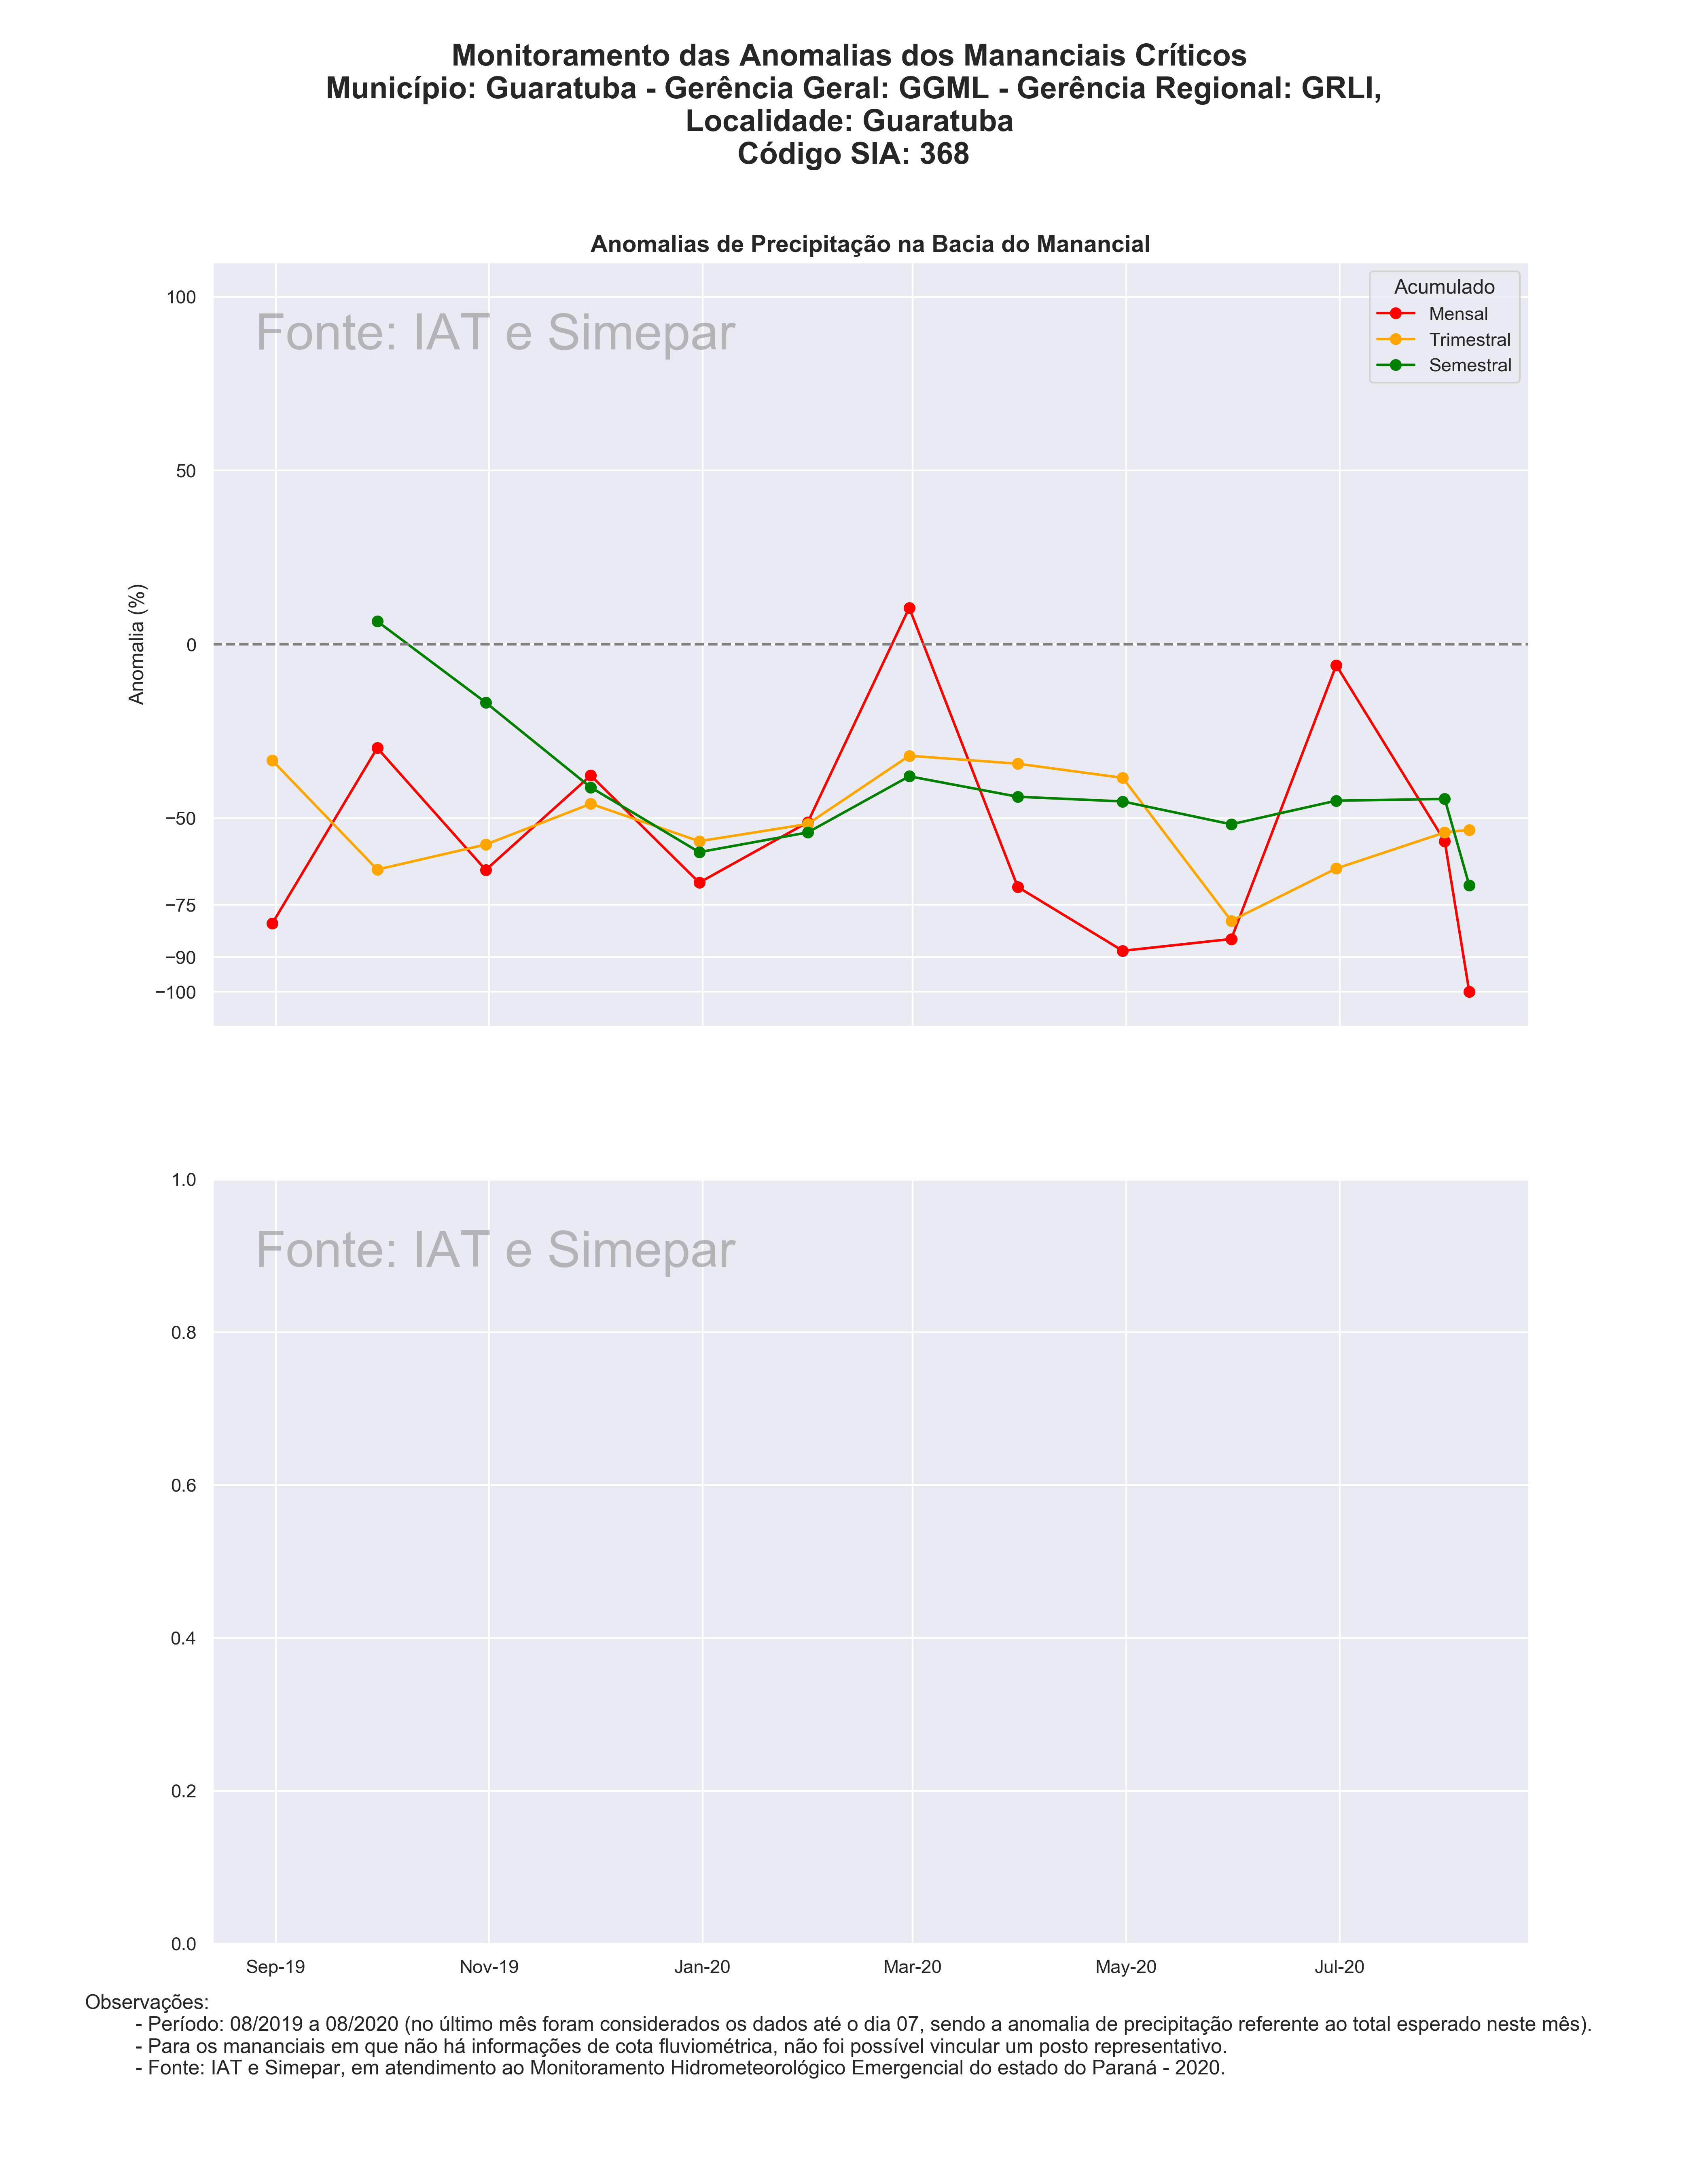 Monitoramento das Anomalias dos Mananciais Críticos
Município: Guaratuba - Gerência Geral: GGML - Gerência Regional: GRLI,
Localidade: Guaratuba
Código SIA: 368
Anomalias de Precipitação na Bacia do Manancial
Fonte: IAT e Simepar
Acumulado
Mensal
Trimestral
Semestral
Anomalia (%)
100
50
0
−50
−75
−90
−100
Fonte: IAT e Simepar
1.0
0.8
0.6
0.4
0.2
0.0
Sep-19 Nov-19 Jan-20 Mar-20 May-20 Jul-20
Observações:
- Período: 08/2019 a 08/2020 (no último mês foram considerados os dados até o dia 07, sendo a anomalia de precipitação referente ao total esperado neste mês).
- Para os mananciais em que não há informações de cota fluviométrica, não foi possível vincular um posto representativo.
- Fonte: IAT e Simepar, em atendimento ao Monitoramento Hidrometeorológico Emergencial do estado do Paraná - 2020.